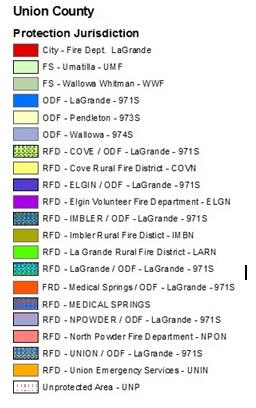 Union County
Protection Jurisdiction
City - Fire Dept. LaGrande
FS - Umatilla - UMF
FS - Wallowa Whitman - WWF
ODF - LaGrande - 971S
ODF - Pendleton - 973S
ODF - Wallowa - 974S
RFD - COVE / ODF - LaGrande - 971S
RFD - Cove Rural Fire District - COVN
RFD - ELGIN / ODF - LaGrande - 971S
RFD - Elgin Volunteer Fire Department - ELGN
RFD - IMBLER / ODF - LaGrande - 971S
RFD - Imbler Rural Fire Distict - IMBN
RFD - La Grande Rural Fire District - LARN
RFD - LaGrande / ODF - LaGrande - 971S
FRD - Medical Springs / ODF - LaGrande - 971S
RFD - MEDICAL SPRINGS
RFD - NPOWDER / ODF - LaGrande - 971S
RFD - North Powder Fire Department - NPON
RFD - UNION / ODF - LaGrande - 971S
RFD - Union Emergency Services - UNIN
Unprotected Area - UNP